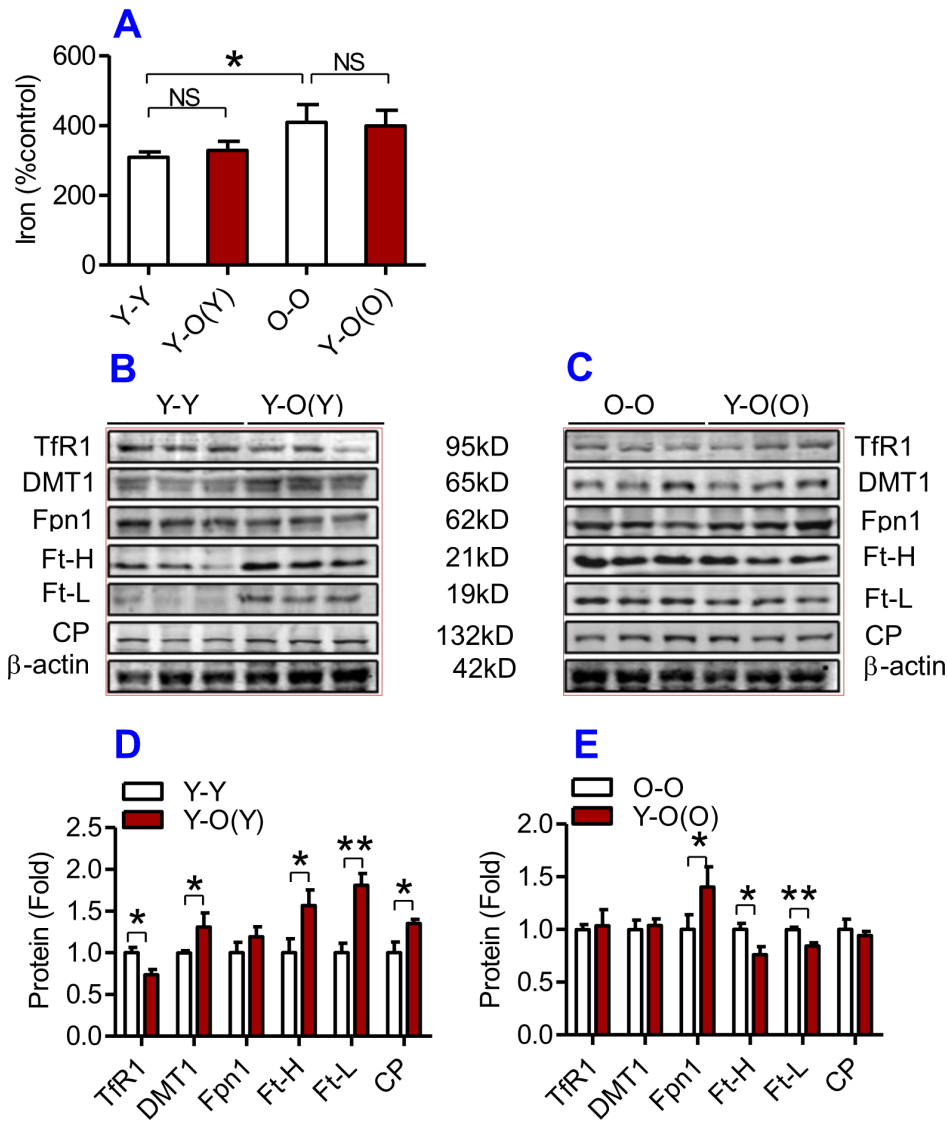 A
Iron (%control)
600
400
200
0
*
NS
NS
Y-Y
Y-O(Y)
O-O
Y-O(O)
B
Y-Y Y-O(Y)
TfR1 95kD
DMT1 65kD
Fpn1 62kD
Ft-H 21kD
Ft-L 19kD
CP 132kD
β-actin 42kD
C
O-O Y-O(O)
TfR1
DMT1
Fpn1
Ft-H
Ft-L
CP
β-actin
D
Y-Y
Y-O(Y)
Protein (Fold)
2.5
2.0
1.5
1.0
0.5
0.0
*
*
*
**
*
TfR1
DMT1
Fpn1
Ft-H
Ft-L
CP
E
O-O
Y-O(O)
Protein (Fold)
2.0
1.5
1.0
0.5
0.0
*
*
**
TfR1
DMT1
Fpn1
Ft-H
Ft-L
CP